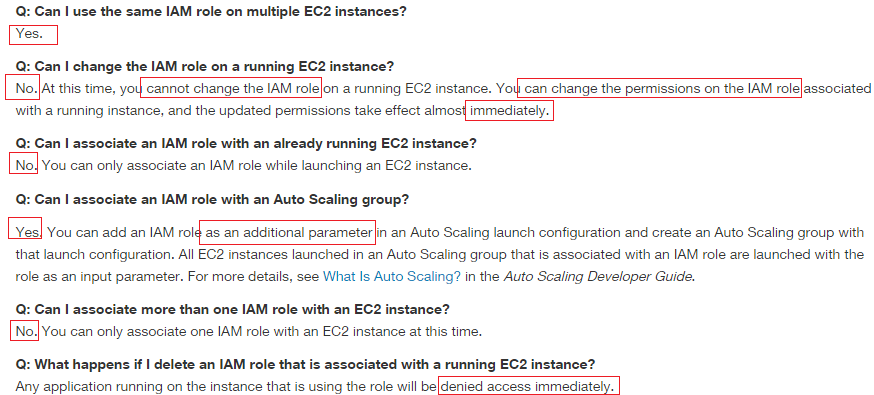 Q: Can I use the same IAM role on multiple EC2 instances?
Yes.
Q: Can I change the IAM role on a running EC2 instance?
No. At this time, you cannot change the IAM role on a running EC2 instance. You can change the permissions on the IAM role associated
with a running instance, and the updated permissions take effect almost immediately.
Q: Can I associate an IAM role with an already running EC2 instance?
No. You can only associate an IAM role while launching an EC2 instance.
Q: Can I associate an IAM role with an Auto Scaling group?
Yes. You can add an IAM role as an additional parameter in an Auto Scaling launch configuration and create an Auto Scaling group with
that launch configuration. All EC2 instances launched in an Auto Scaling group that is associated with an IAM role are launched with the
role as an input parameter. For more details, see What Is Auto Scaling? in the Auto Scaling Developer Guide.
Q: Can I associate more than one IAM role with an EC2 instance?
No. You can only associate one IAM role with an EC2 instance at this time.
Q: What happens if I delete an IAM role that is associated with a running EC2 instance?
Any application running on the instance that is using the role will be denied access immediately.